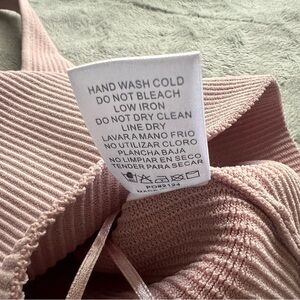 HAND WASH COLD
DO NOT BLEACH
LOW IRON
DO NOT DRY CLEAN
LINE DRY
LAVAR A MANO FRIO
NO UTILIZAR CLORO
PLANCHA BAJA
NO LIMPIAR EN SECO
TENDER PARA SECAR
MADE